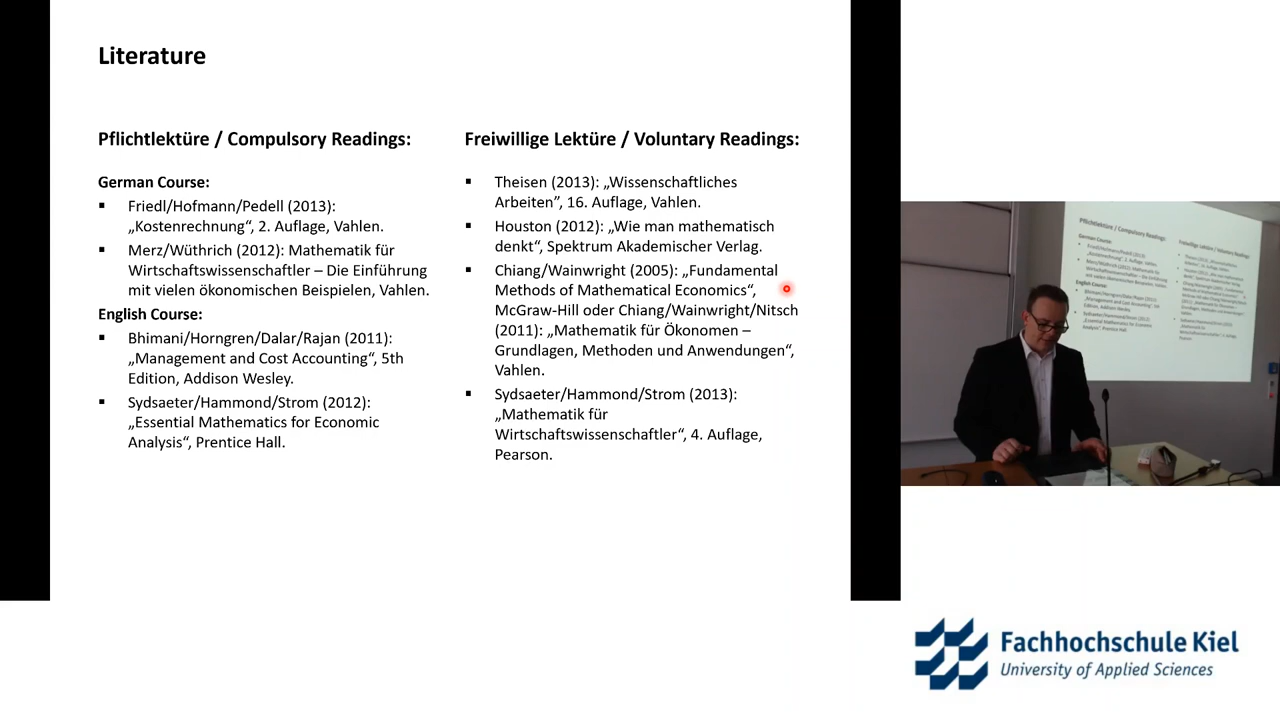 Literature
Pflichtlektüre / Compulsory Readings:
German Course:
▪ Friedl/Hofmann/Pedell (2013):
„Kostenrechnung“, 2. Auflage, Vahlen.
▪ Merz/Wüthrich (2012): Mathematik für
Wirtschaftswissenschaftler – Die Einführung
mit vielen ökonomischen Beispielen, Vahlen.
English Course:
▪ Bhimani/Horngren/Dalar/Rajan (2011):
„Management and Cost Accounting“, 5th
Edition, Addison Wesley.
▪ Sydsaeter/Hammond/Strom (2012):
„Essential Mathematics for Economic
Analysis“, Prentice Hall.
Freiwillige Lektüre / Voluntary Readings:
▪ Theisen (2013): „Wissenschaftliches
Arbeiten”, 16. Auflage, Vahlen.
▪ Houston (2012): „Wie man mathematisch
denkt“, Spektrum Akademischer Verlag.
▪ Chiang/Wainwright (2005): „Fundamental
Methods of Mathematical Economics“,
McGraw-Hill oder Chiang/Wainwright/Nitsch
(2011): „Mathematik für Ökonomen –
Grundlagen, Methoden und Anwendungen“,
Vahlen.
▪ Sydsaeter/Hammond/Strom (2013):
„Mathematik für
Wirtschaftswissenschaftler“, 4. Auflage,
Pearson.
Pflichtlektüre / Compulsory Readings:
Fachhochschule Kiel
University of Applied Sciences